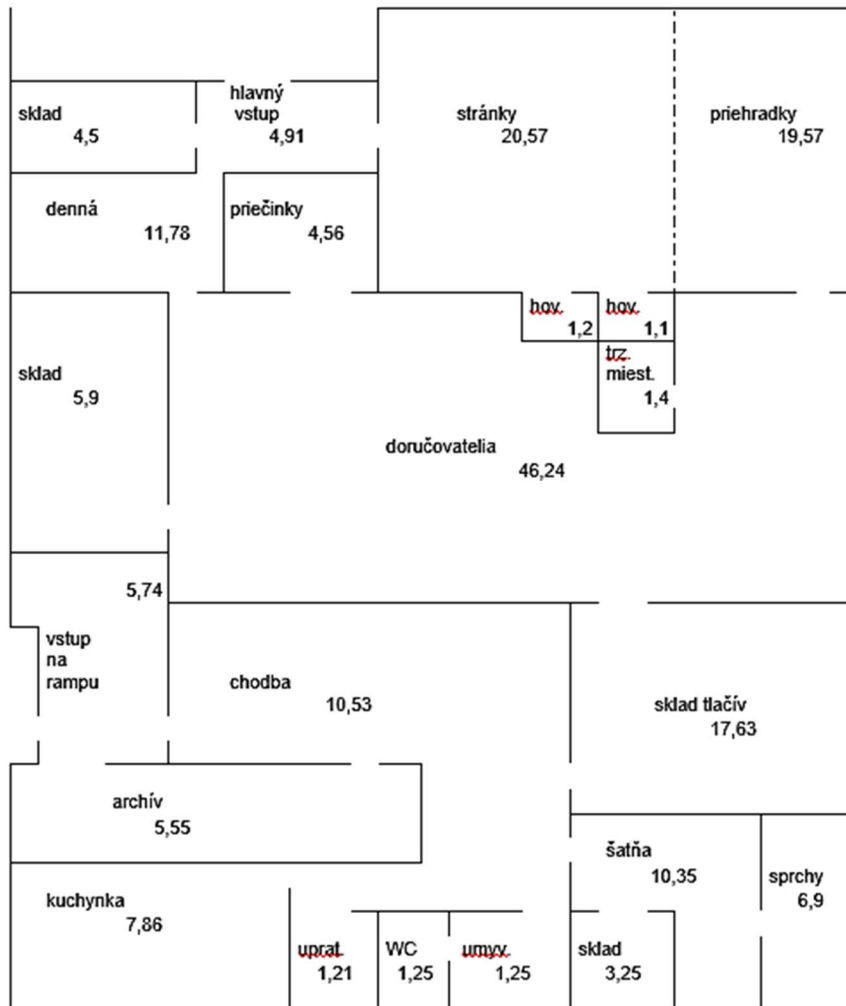 sklad
4,5
hlavný
vstup
4,91
stránky
20,57
priehradky
19,57
denná
11,78
priečinky
4,56
hov.
1,2
hov.
1,1
trz.
miest.
1,4
sklad
5,9
doručovatelia
46,24
5,74
vstup
na
rampu
chodba
10,53
sklad tlačív
17,63
archív
5,55
šatňa
10,35
sprchy
6,9
kuchynka
7,86
uprat.
1,21
WC
1,25
umyv.
1,25
sklad
3,25